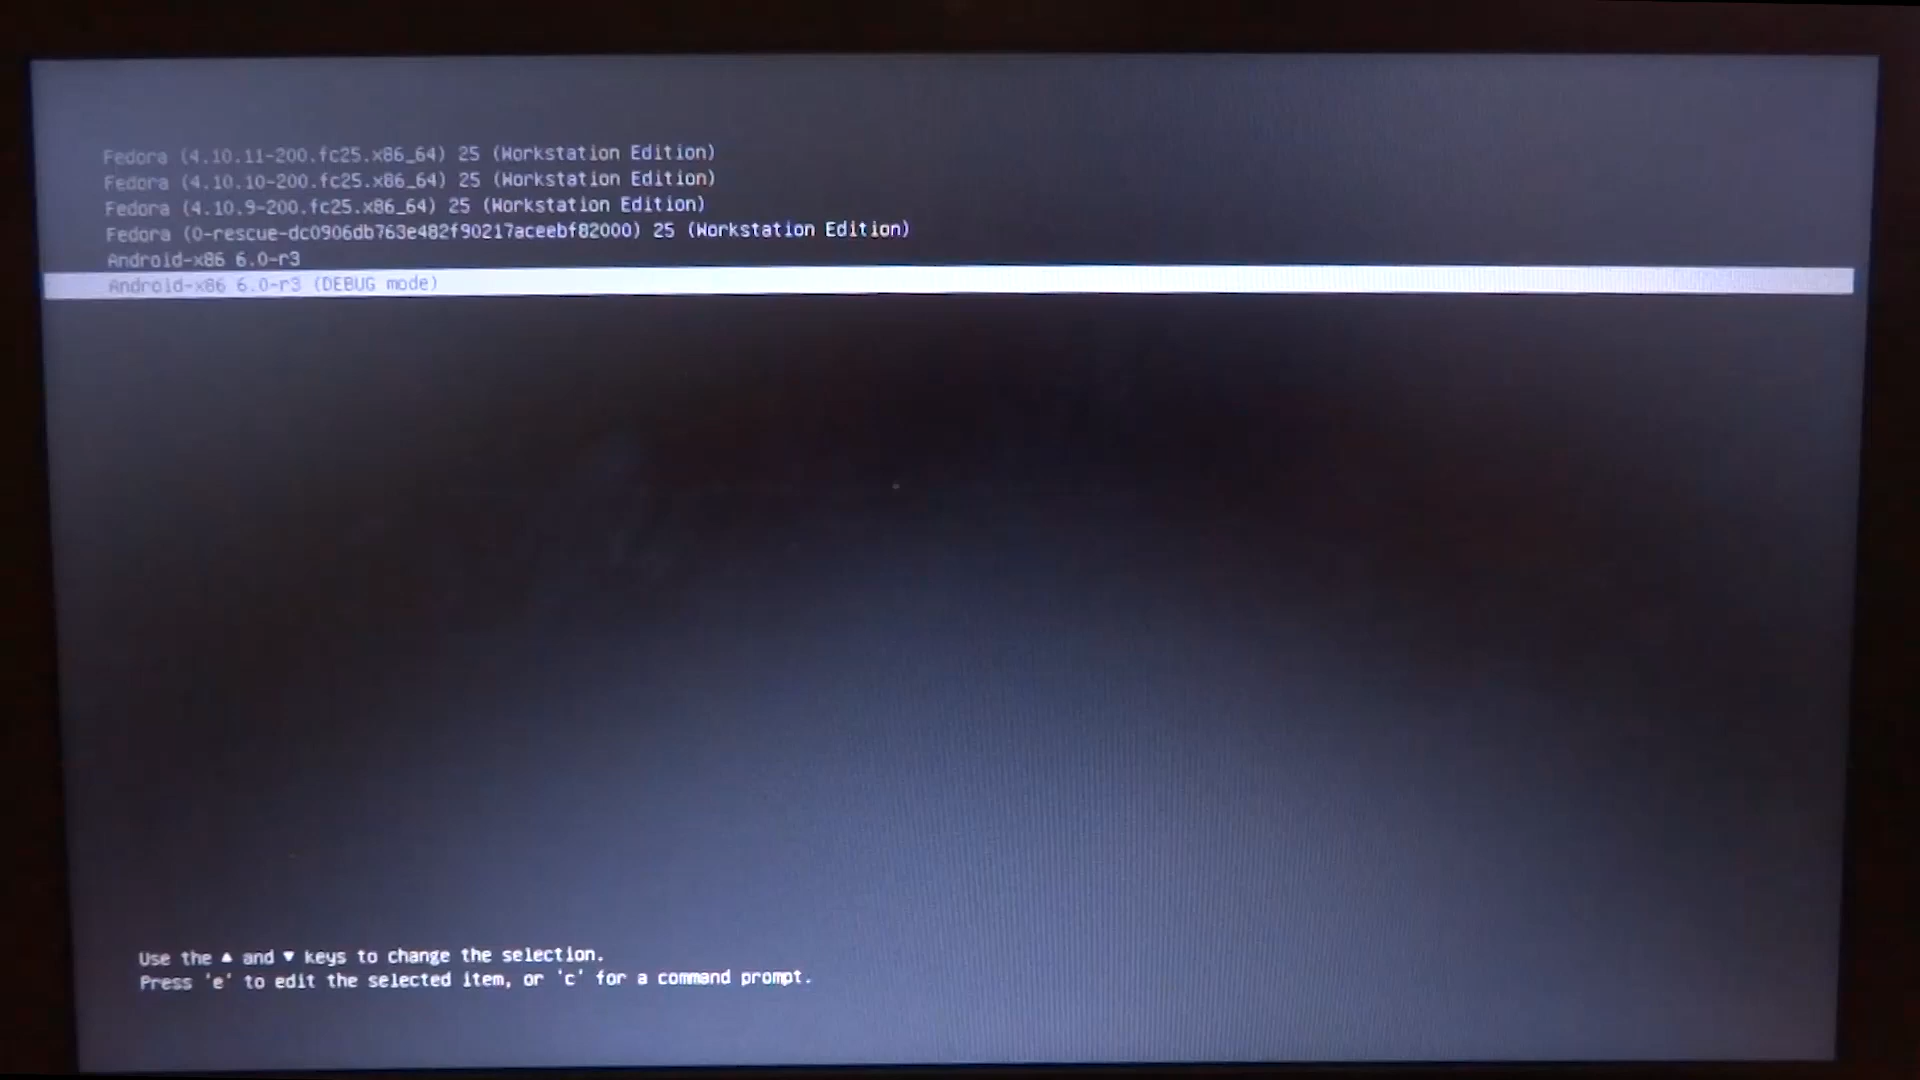 Fedora (4.10.11-200.fc25.x86_64) 25 (Workstation Edition)
Fedora (4.10.10-200.fc25.x86_64) 25 (Workstation Edition)
Fedora (4.10.9-200.fc25.x86_64) 25 (Workstation Edition)
Fedora (0-rescue-dc0906db763e482f90217aceebf82000) 25 (Workstation Edition)
Android-x86 6.0-r3
Android-x86 6.0-r3 (DEBUG mode)
Use the ▲ and ▼ keys to change the selection.
Press 'e' to edit the selected item, or 'c' for a command prompt.